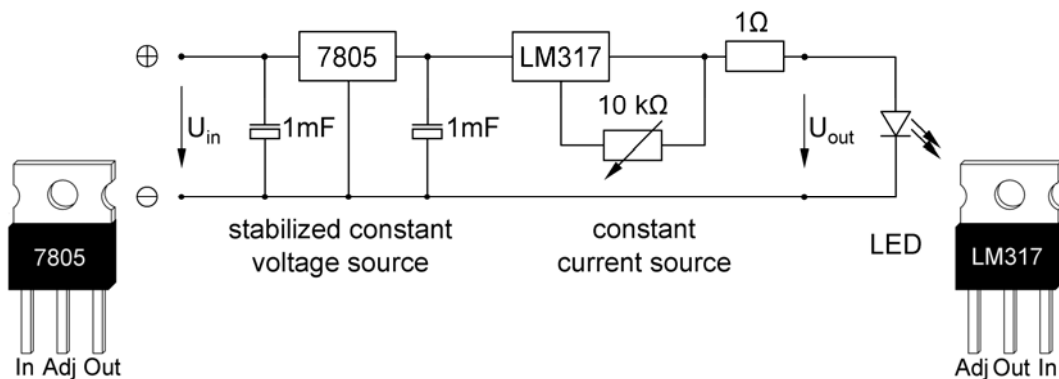 1Ω
7805
LM317
10 kΩ
⊕
U_in
1mF
1mF
U_out
⊖
stabilized constant
voltage source
constant
current source
LED
7805
In Adj Out
LM317
Adj Out In